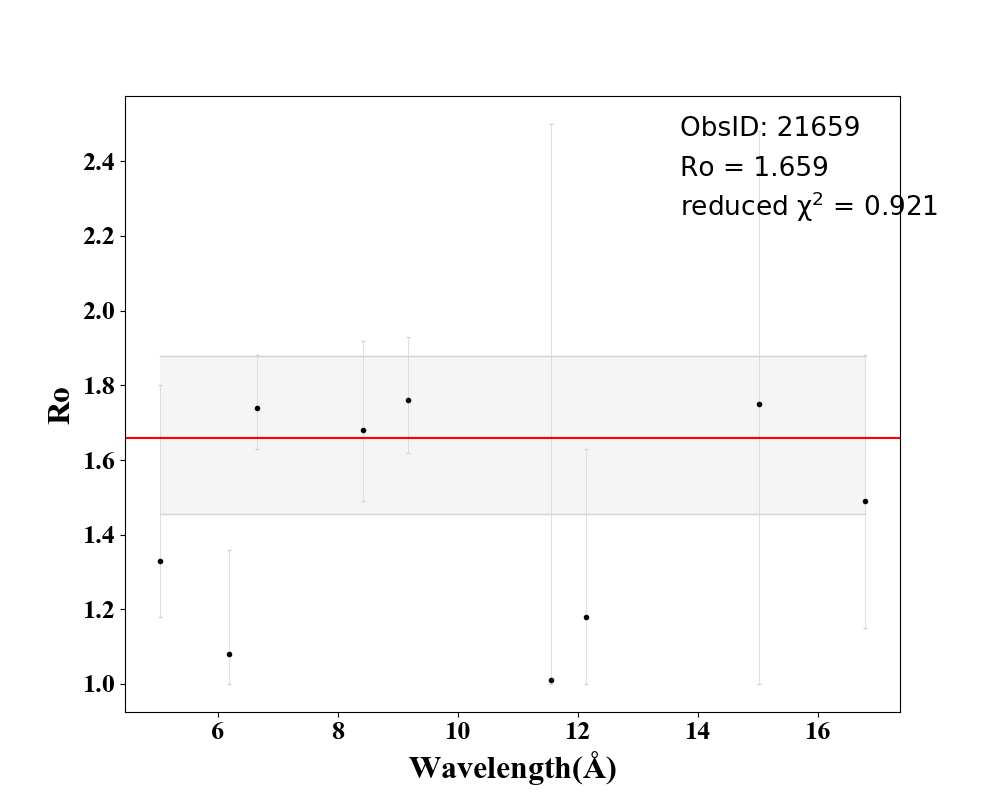 ObsID: 21659
Ro = 1.659
reduced χ² = 0.921
2.4
2.2
2.0
1.8
1.6
1.4
1.2
1.0
Ro
6 8 10 12 14 16
Wavelength(Å)